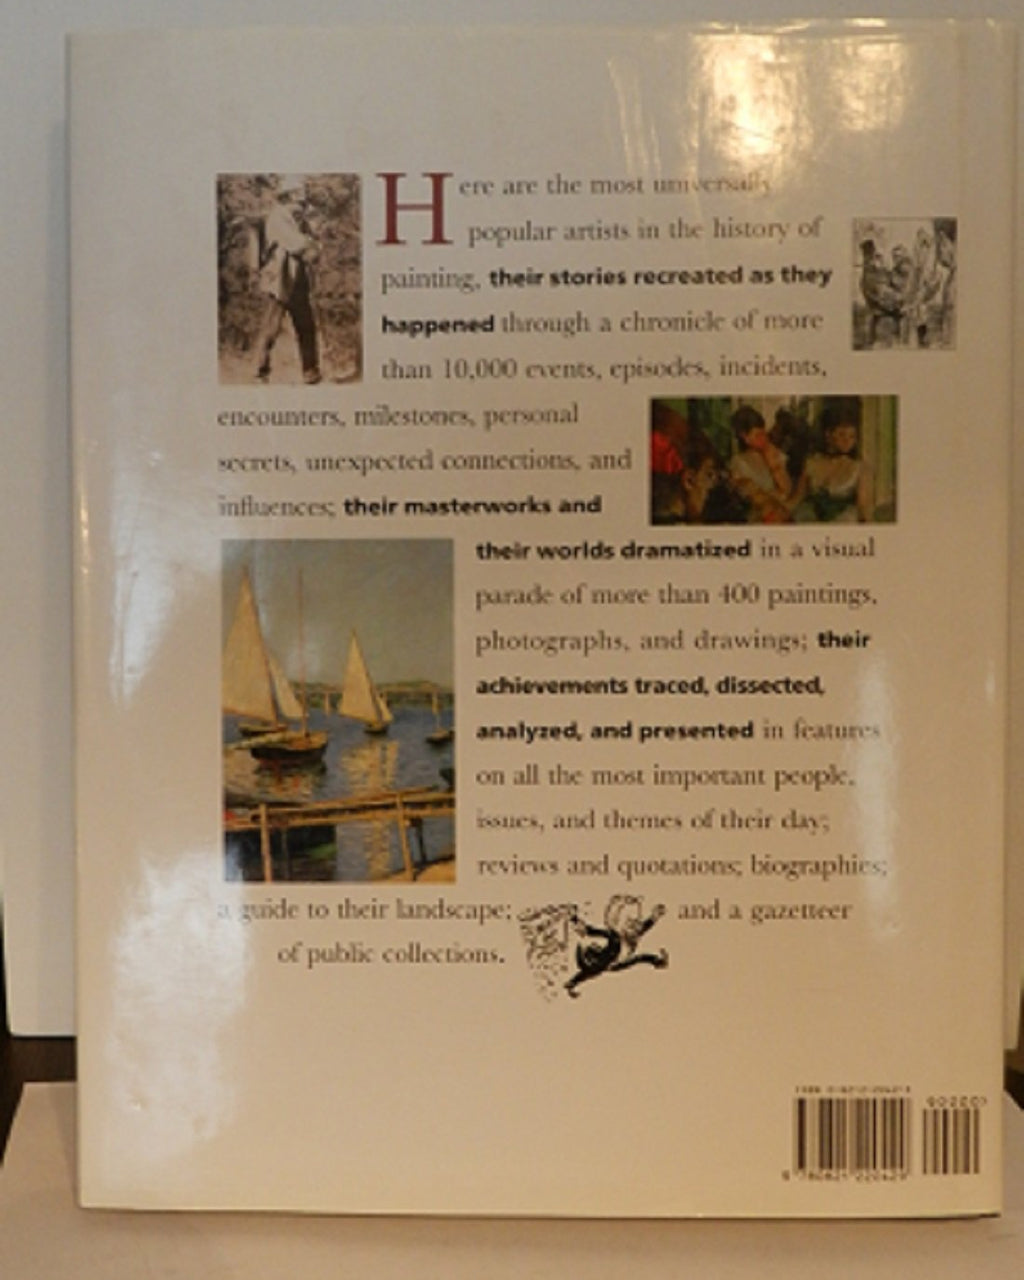 Here are the most universally
popular artists in the history of
painting, their stories recreated as they
happened through a chronicle of more
than 10,000 events, episodes, incidents,
encounters, milestones, personal
secrets, unexpected connections, and
influences; their masterworks and
their worlds dramatized in a visual
parade of more than 400 paintings,
photographs, and drawings; their
achievements traced, dissected,
analyzed, and presented in features
on all the most important people,
issues, and themes of their day;
reviews and quotations; biographies;
a guide to their landscape; and a gazetteer
of public collections.